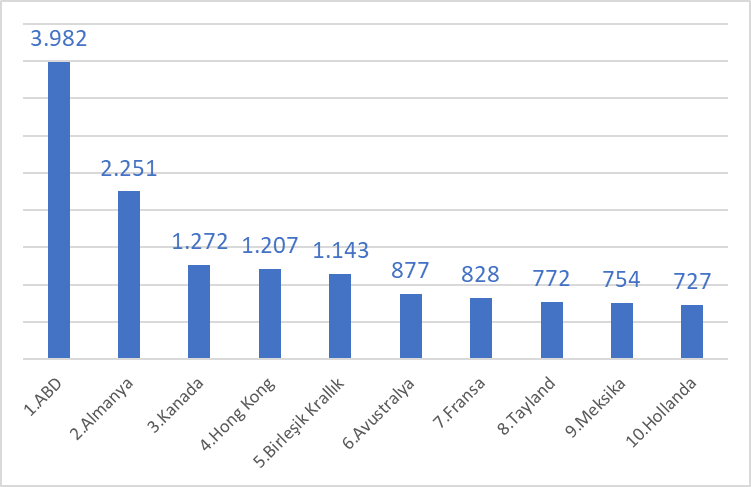 3.982
2.251
1.272
1.207
1.143
877
828
772
754
727
1.ABD
2.Almanya
3.Kanada
4.Hong Kong
5.Birleşik Krallık
6.Avustralya
7.Fransa
8.Tayland
9.Meksika
10.Hollanda